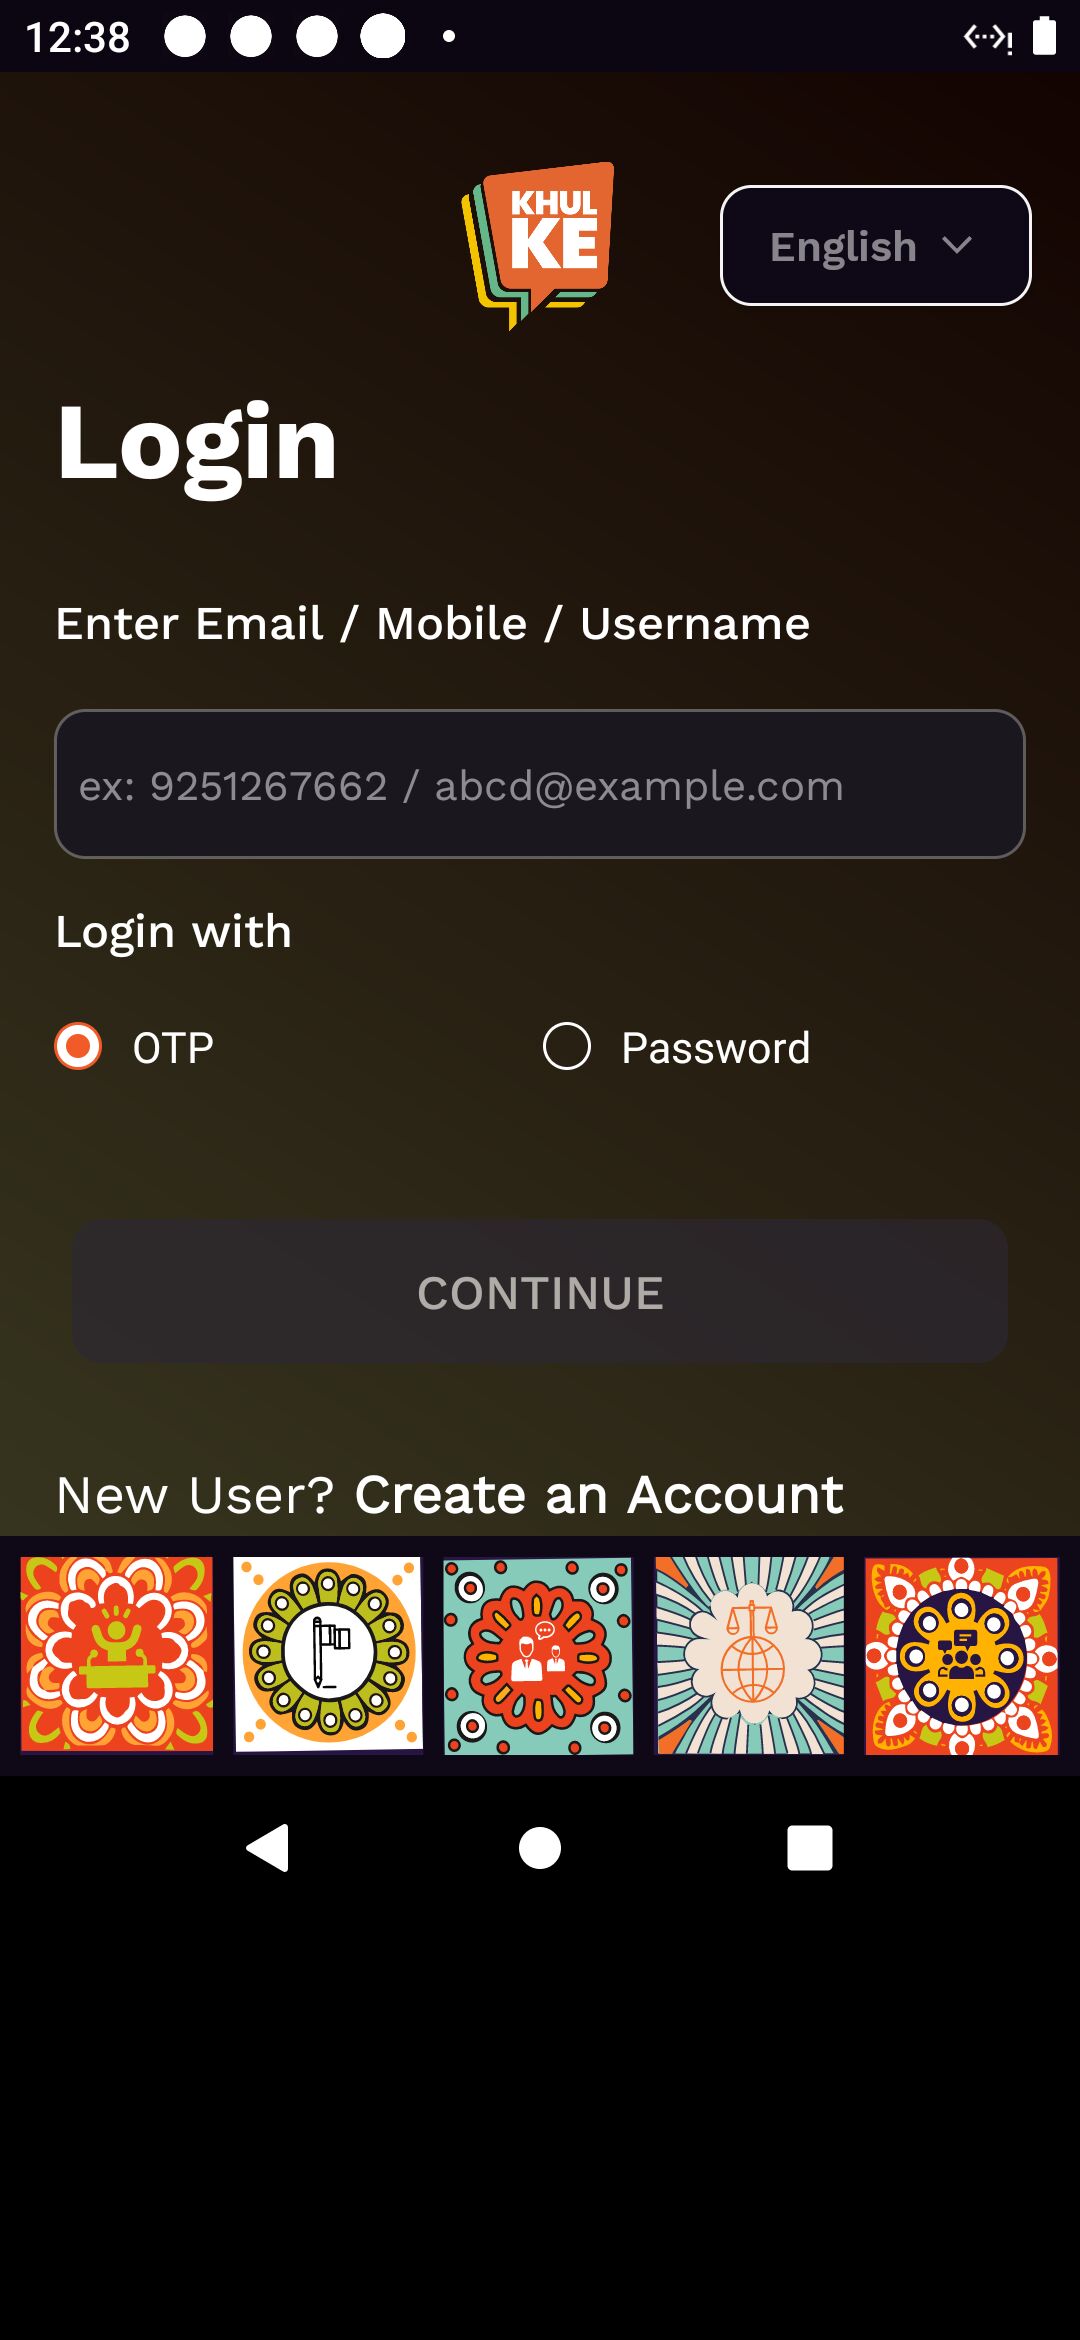 12:38
KHUL
KE
English
Login
Enter Email / Mobile / Username
ex: 9251267662 / abcd@example.com
Login with
OTP
Password
CONTINUE
New User? Create an Account